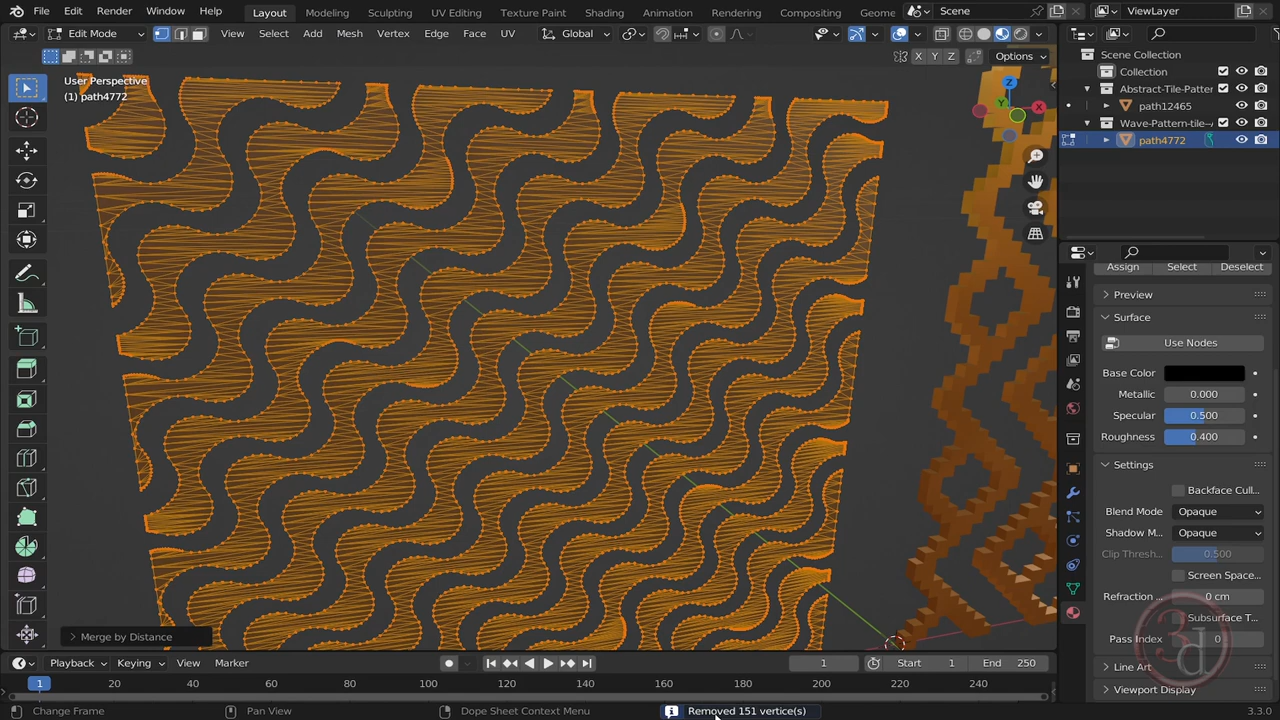 File Edit Render Window Help Layout Modeling Sculpting UV Editing Texture Paint Shading Animation Rendering Compositing Geome Scene ViewLayer
Edit Mode View Select Add Mesh Vertex Edge Face UV Global
X Y Z Options
User Perspective
(1) path4772
Z
Y X
Scene Collection
Collection
Abstract-Tile-Patter
path12465
Wave-Pattern-tile-
path4772
Assign Select Deselect
Preview
Surface
Use Nodes
Base Color
Metallic 0.000
Specular 0.500
Roughness 0.400
Settings
Backface Cull...
Blend Mode Opaque
Shadow M... Opaque
Clip Thresh... 0.500
Screen Space...
Refraction ... 0 cm
Subsurface T...
Pass Index 0
Line Art
Viewport Display
Merge by Distance
Playback Keying View Marker 1 Start 1 End 250
1 20 40 60 80 100 120 140 160 180 200 220 240
Change Frame Pan View Dope Sheet Context Menu Removed 151 vertice(s) 3.3.0
3d